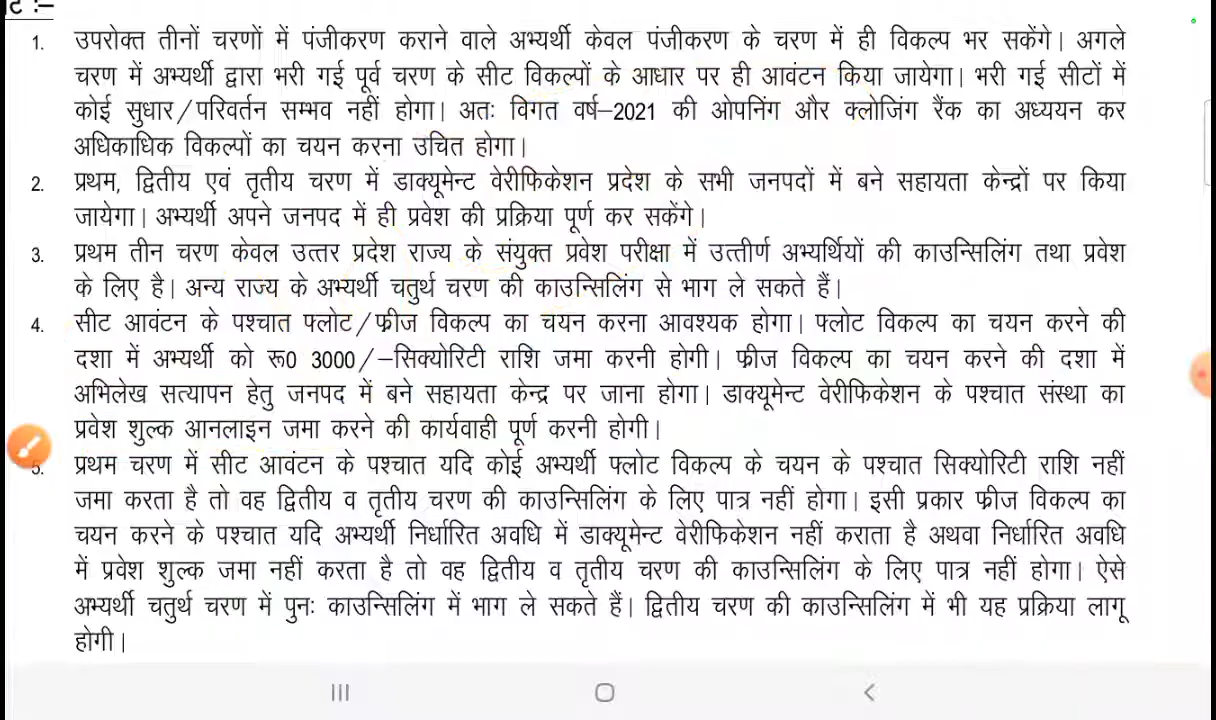 नोट :–
1. उपरोक्त तीनों चरणों में पंजीकरण कराने वाले अभ्यर्थी केवल पंजीकरण के चरण में ही विकल्प भर सकेंगे। अगले
चरण में अभ्यर्थी द्वारा भरी गई पूर्व चरण के सीट विकल्पों के आधार पर ही आवंटन किया जायेगा। भरी गई सीटों में
कोई सुधार/परिवर्तन सम्भव नहीं होगा। अतः विगत वर्ष–2021 की ओपनिंग और क्लोजिंग रैंक का अध्ययन कर
अधिकाधिक विकल्पों का चयन करना उचित होगा।
2. प्रथम, द्वितीय एवं तृतीय चरण में डाक्यूमेन्ट वेरीफिकेशन प्रदेश के सभी जनपदों में बने सहायता केन्द्रों पर किया
जायेगा। अभ्यर्थी अपने जनपद में ही प्रवेश की प्रक्रिया पूर्ण कर सकेंगे।
3. प्रथम तीन चरण केवल उत्तर प्रदेश राज्य के संयुक्त प्रवेश परीक्षा में उत्तीर्ण अभ्यर्थियों की काउन्सिलिंग तथा प्रवेश
के लिए है। अन्य राज्य के अभ्यर्थी चतुर्थ चरण की काउन्सिलिंग से भाग ले सकते हैं।
4. सीट आवंटन के पश्चात फ्लोट/फ्रीज विकल्प का चयन करना आवश्यक होगा। फ्लोट विकल्प का चयन करने की
दशा में अभ्यर्थी को रू0 3000/–सिक्योरिटी राशि जमा करनी होगी। फ्रीज विकल्प का चयन करने की दशा में
अभिलेख सत्यापन हेतु जनपद में बने सहायता केन्द्र पर जाना होगा। डाक्यूमेन्ट वेरीफिकेशन के पश्चात संस्था का
प्रवेश शुल्क आनलाइन जमा करने की कार्यवाही पूर्ण करनी होगी।
5. प्रथम चरण में सीट आवंटन के पश्चात यदि कोई अभ्यर्थी फ्लोट विकल्प के चयन के पश्चात सिक्योरिटी राशि नहीं
जमा करता है तो वह द्वितीय व तृतीय चरण की काउन्सिलिंग के लिए पात्र नहीं होगा। इसी प्रकार फ्रीज विकल्प का
चयन करने के पश्चात यदि अभ्यर्थी निर्धारित अवधि में डाक्यूमेन्ट वेरीफिकेशन नहीं कराता है अथवा निर्धारित अवधि
में प्रवेश शुल्क जमा नहीं करता है तो वह द्वितीय व तृतीय चरण की काउन्सिलिंग के लिए पात्र नहीं होगा। ऐसे
अभ्यर्थी चतुर्थ चरण में पुनः काउन्सिलिंग में भाग ले सकते हैं। द्वितीय चरण की काउन्सिलिंग में भी यह प्रक्रिया लागू
होगी।